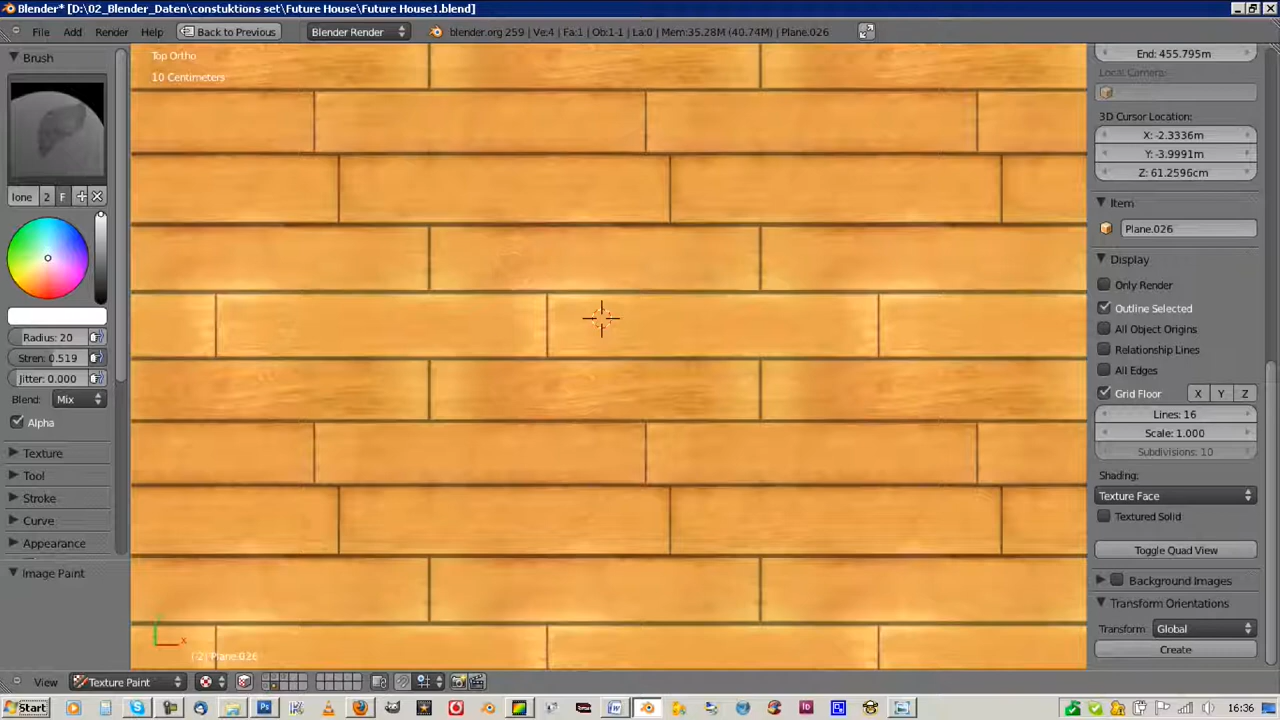 Blender* [D:\02_Blender_Daten\constuktions set\Future House\Future House1.blend]
File Add Render Help Back to Previous Blender Render blender.org 259 | Ve:4 | Fa:1 | Ob:1-1 | La:0 | Mem:35.28M (40.74M) | Plane.026
Brush
lone 2 F
Radius: 20
Stren: 0.519
Jitter: 0.000
Blend: Mix
Alpha
Texture
Tool
Stroke
Curve
Appearance
Image Paint
Top Ortho
10 Centimeters
x
(2) Plane.026
End: 455.795m
Local Camera:
3D Cursor Location:
X: -2.3336m
Y: -3.9991m
Z: 61.2596cm
Item
Plane.026
Display
Only Render
Outline Selected
All Object Origins
Relationship Lines
All Edges
Grid Floor X Y Z
Lines: 16
Scale: 1.000
Subdivisions: 10
Shading:
Texture Face
Textured Solid
Toggle Quad View
Background Images
Transform Orientations
Transform Global
Create
View Texture Paint
Start 16:36